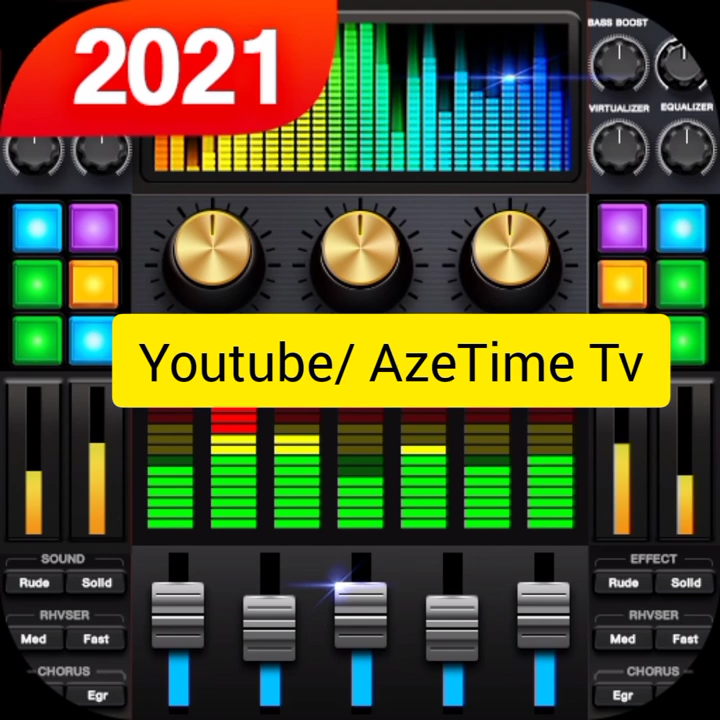 2021
BASS BOOST
VIRTUALIZER
EQUALIZER
Youtube/ AzeTime Tv
SOUND
Rude
Solid
RHVSER
Med
Fast
CHORUS
Egr
EFFECT
Rude
Solid
RHVSER
Med
Fast
CHORUS
Egr